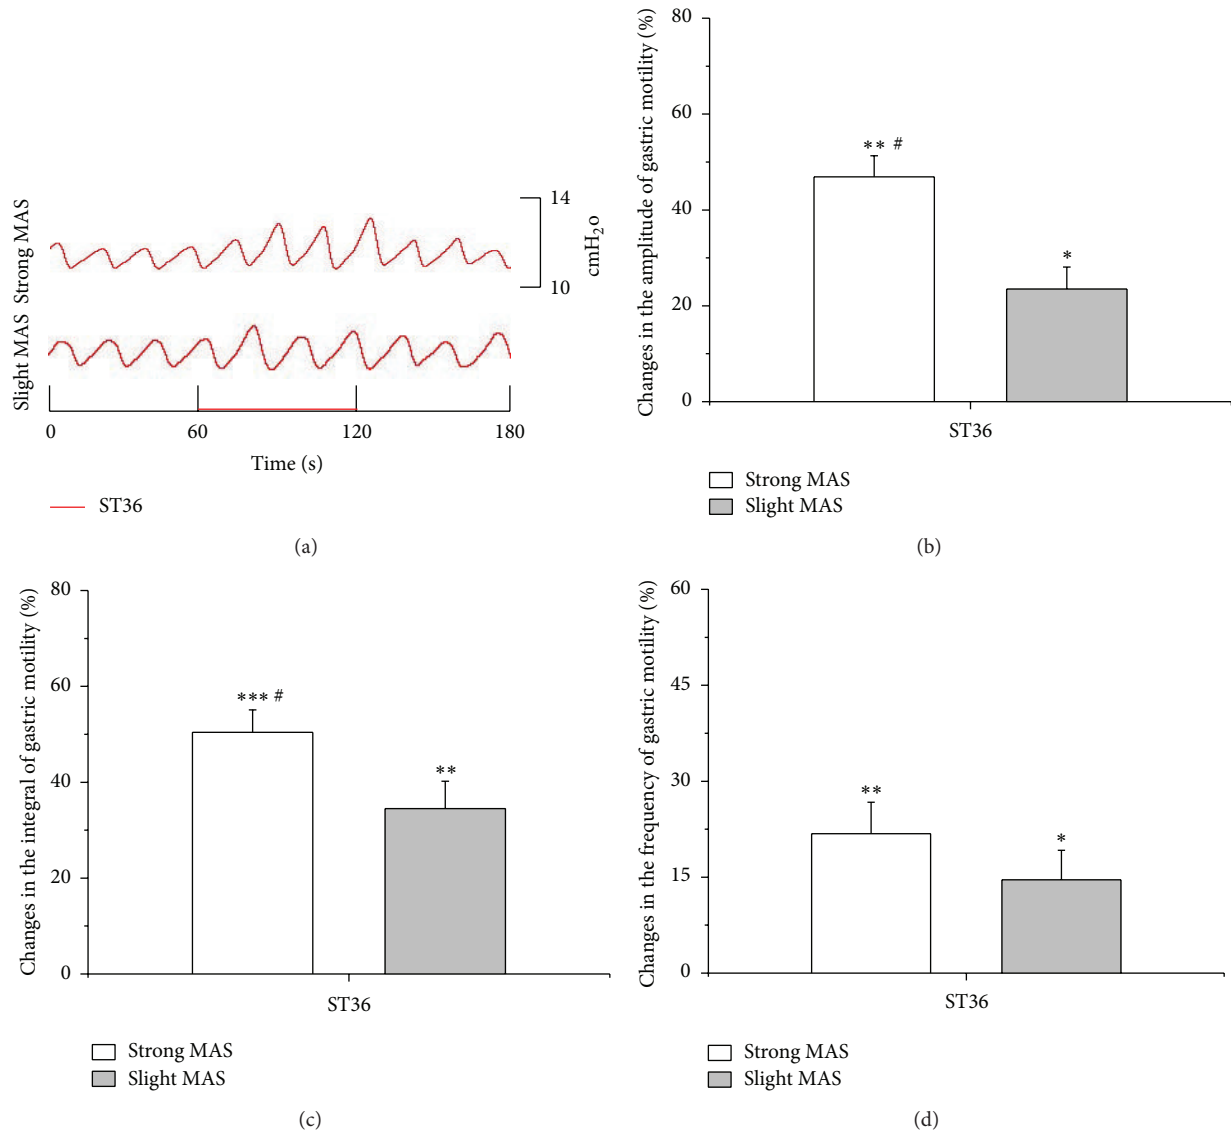 Strong MAS
Slight MAS
14
10
cmH2o
0
60
120
180
Time (s)
ST36
(a)
Changes in the amplitude of gastric motility (%)
80
60
40
20
0
** #
*
ST36
Strong MAS
Slight MAS
(b)
Changes in the integral of gastric motility (%)
80
60
40
20
0
*** #
**
ST36
Strong MAS
Slight MAS
(c)
Changes in the frequency of gastric motility (%)
60
45
30
15
0
**
*
ST36
Strong MAS
Slight MAS
(d)